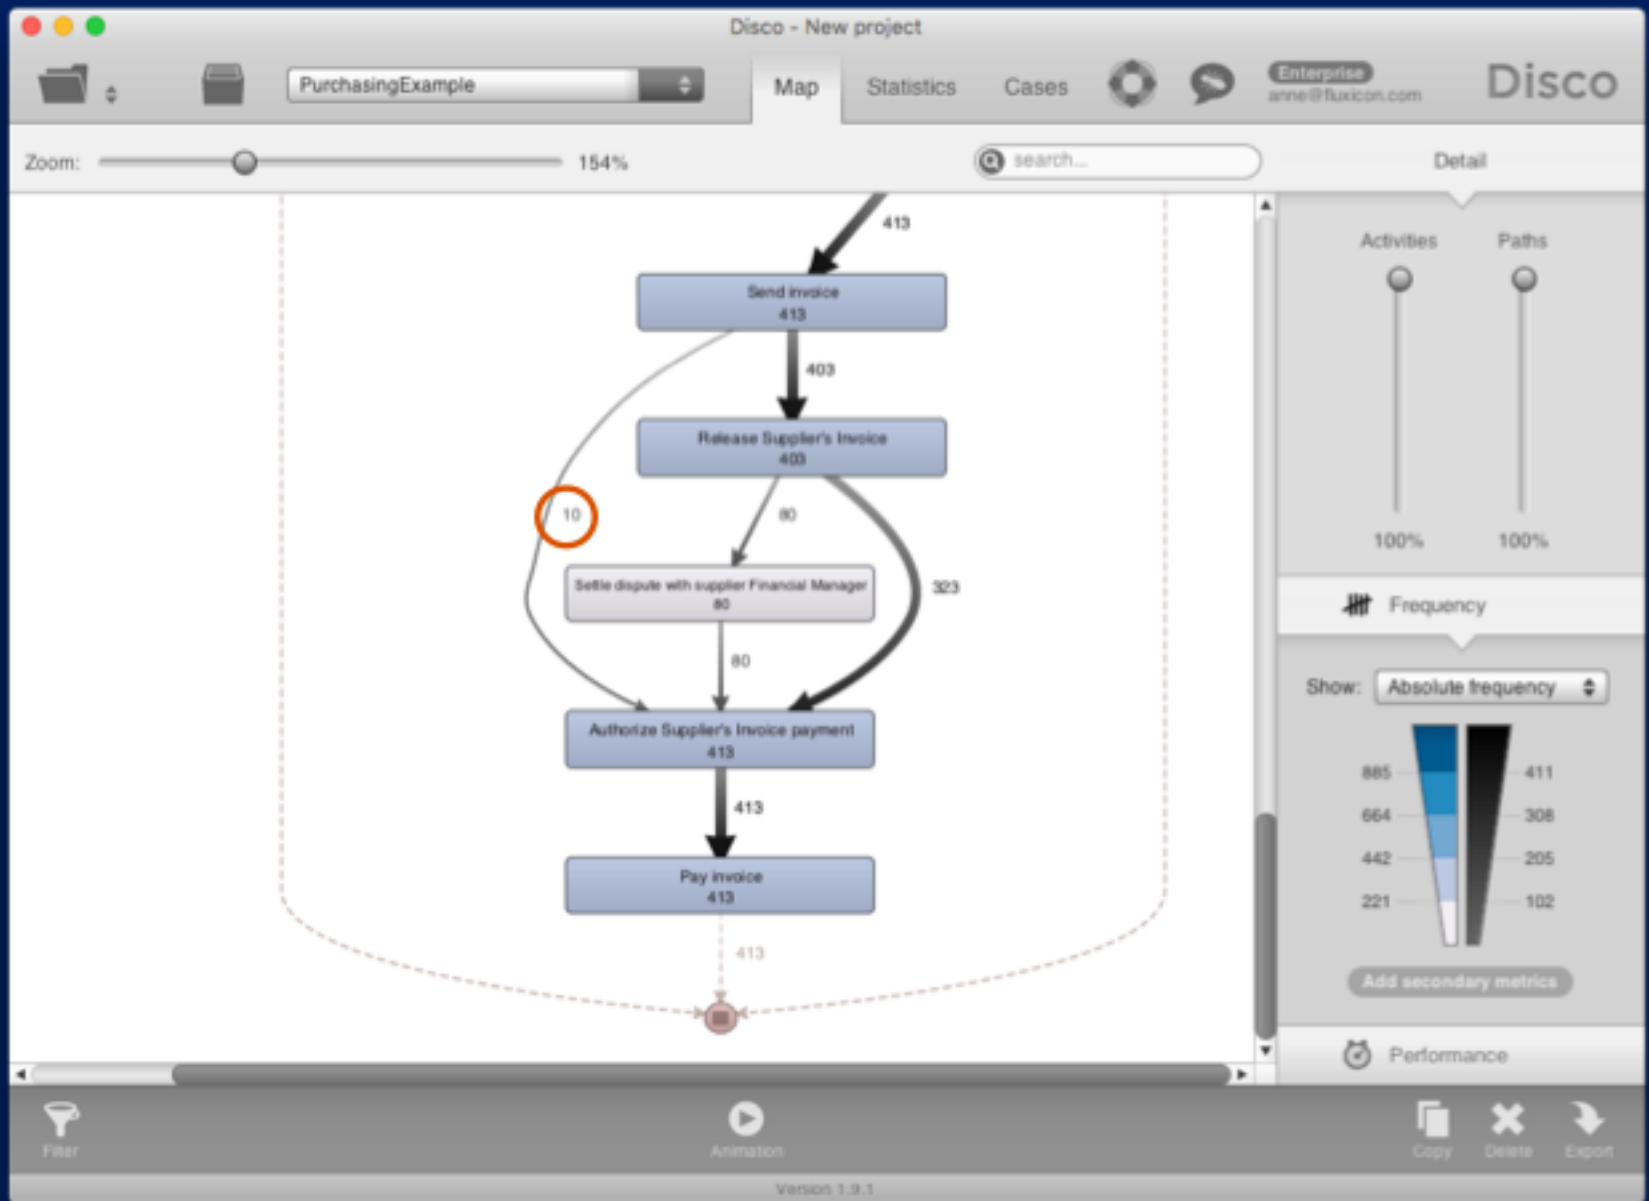 Disco - New project
PurchasingExample
Map
Statistics
Cases
Enterprise
anne@fluxicon.com
Disco
Zoom:
154%
search...
Detail
413
Send invoice
413
403
Release Supplier's Invoice
403
10
80
323
Settle dispute with supplier Financial Manager
80
80
Authorize Supplier's Invoice payment
413
413
Pay invoice
413
413
Activities
Paths
100%
100%
Frequency
Show:
Absolute frequency
885
411
664
308
442
205
221
102
Add secondary metrics
Performance
Filter
Animation
Copy
Delete
Export
Version 1.9.1